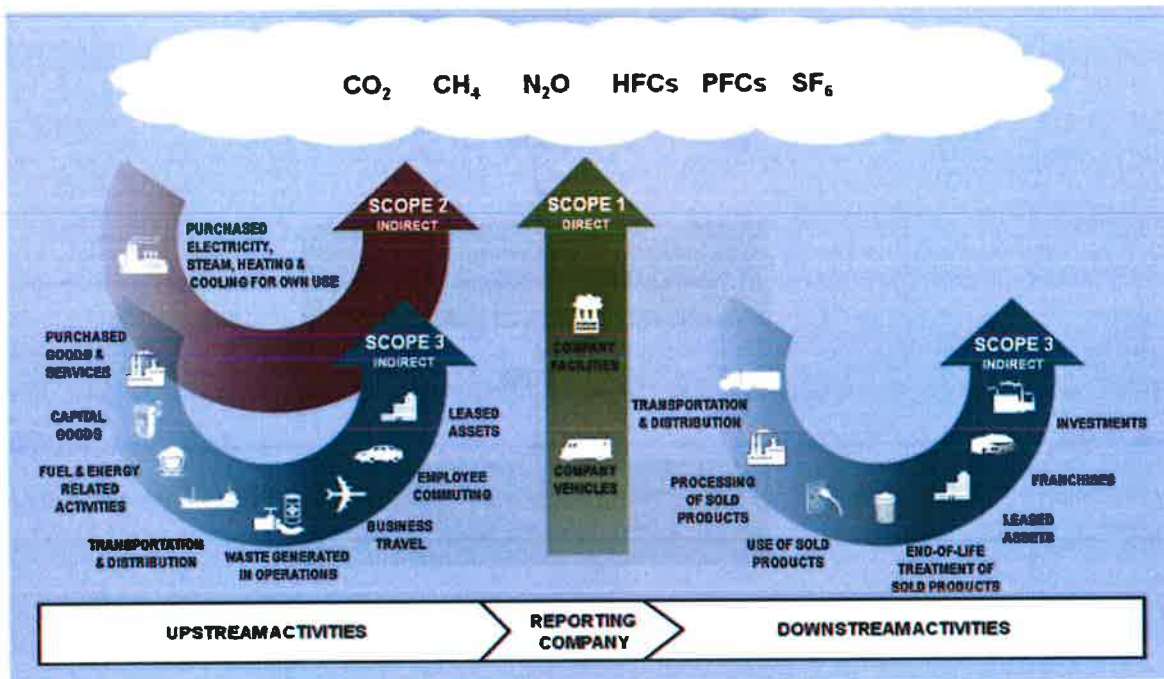 CO₂ CH₄ N₂O HFCs PFCs SF₆
SCOPE 2
INDIRECT
SCOPE 1
DIRECT
PURCHASED
ELECTRICITY,
STEAM, HEATING &
COOLING FOR OWN USE
PURCHASED
GOODS &
SERVICES
CAPITAL
GOODS
FUEL & ENERGY
RELATED
ACTIVITIES
TRANSPORTATION
& DISTRIBUTION
WASTE GENERATED
IN OPERATIONS
BUSINESS
TRAVEL
EMPLOYEE
COMMUTING
LEASED
ASSETS
SCOPE 3
INDIRECT
COMPANY
FACILITIES
COMPANY
VEHICLES
SCOPE 3
INDIRECT
TRANSPORTATION
& DISTRIBUTION
PROCESSING
OF SOLD
PRODUCTS
USE OF SOLD
PRODUCTS
END-OF-LIFE
TREATMENT OF
SOLD PRODUCTS
LEASED
ASSETS
FRANCHISES
INVESTMENTS
UPSTREAMACTIVITIES
REPORTING
COMPANY
DOWNSTREAMACTIVITIES